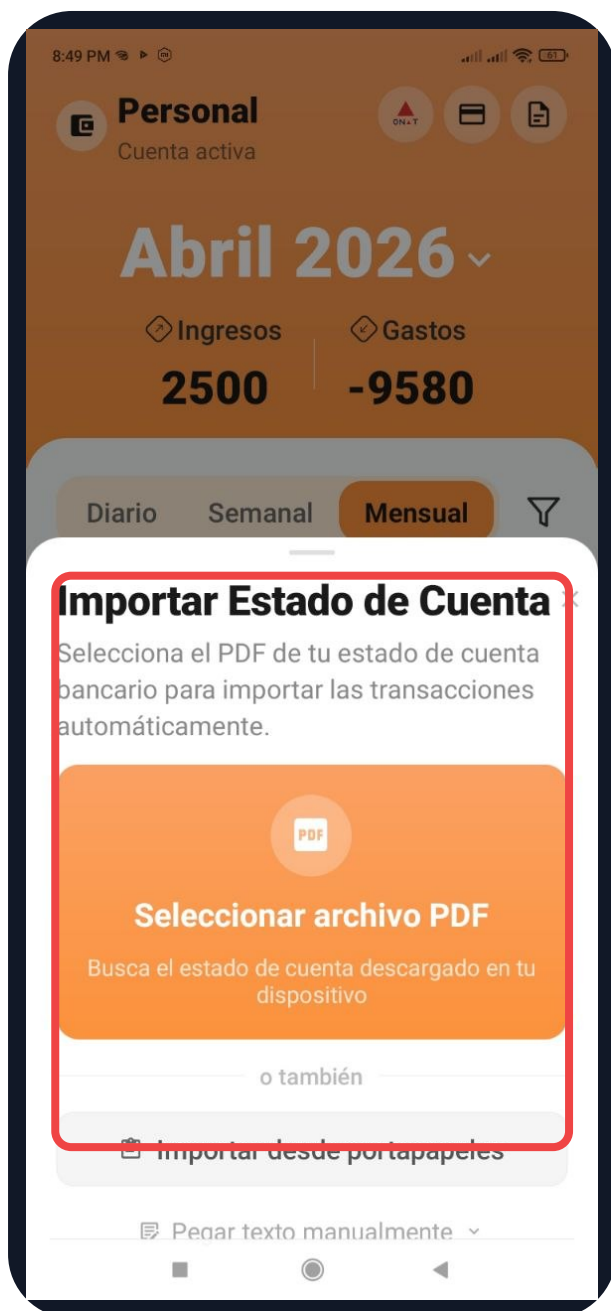 8:49 PM
61
Personal
Cuenta activa
ONAT
Abril 2026
Ingresos
Gastos
2500
-9580
Diario
Semanal
Mensual
Importar Estado de Cuenta
Selecciona el PDF de tu estado de cuenta
bancario para importar las transacciones
automáticamente.
PDF
Seleccionar archivo PDF
Busca el estado de cuenta descargado en tu
dispositivo
o también
Importar desde portapapeles
Pegar texto manualmente